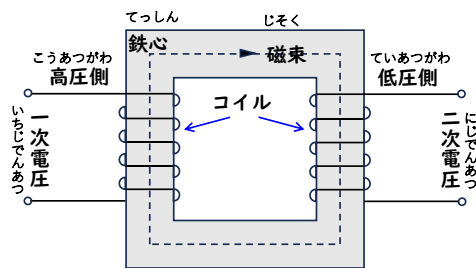 てっしん
鉄心
じそく
磁束
こうあつがわ
高圧側
ていあつがわ
低圧側
コイル
いちじでんあつ
一次電圧
にじでんあつ
二次電圧